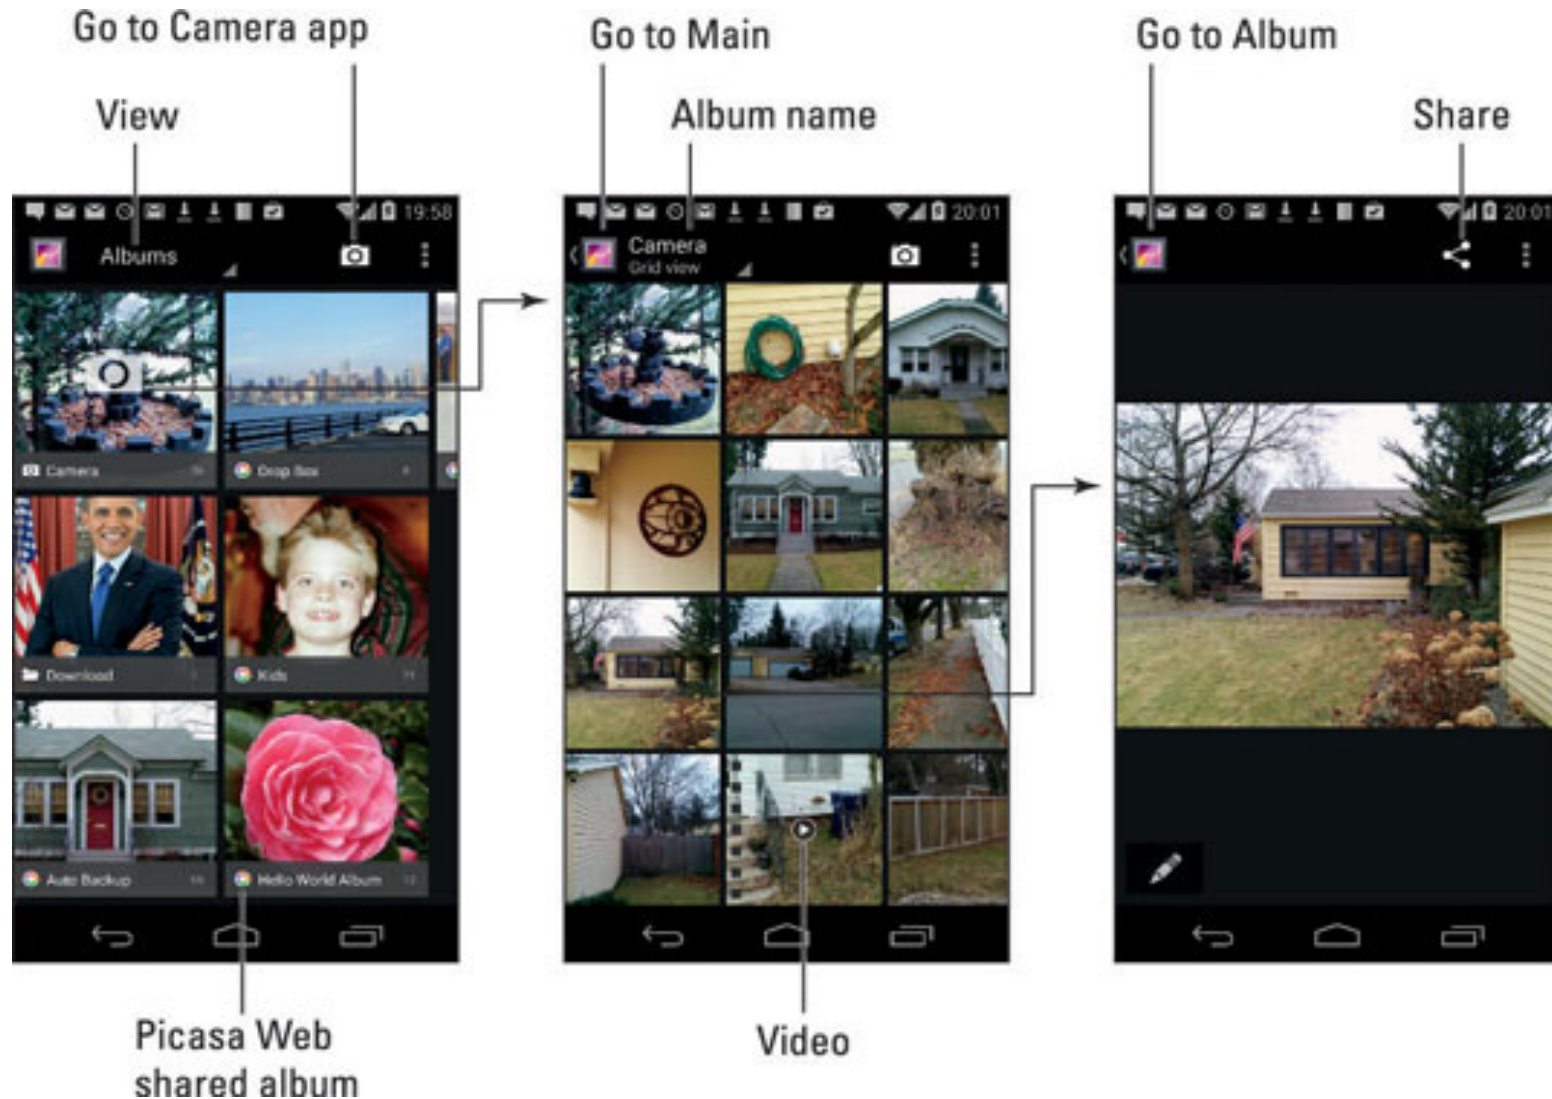 Go to Camera app
Go to Main
Go to Album
View
Album name
Share
19:58
20:01
20:01
Albums
Camera
Grid view
Camera
Drop Box
Download
Kids
Auto Backup
Hello World Album
Picasa Web
shared album
Video